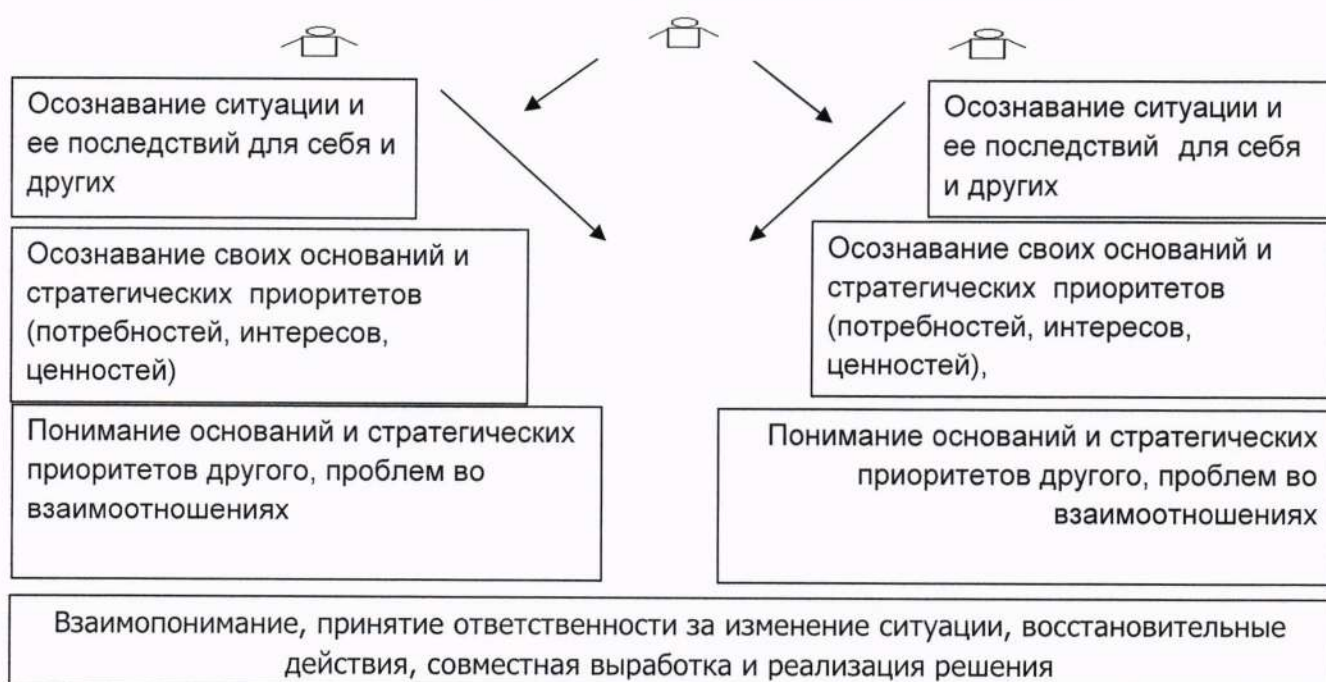 Осознавание ситуации и
ее последствий для себя и
других
Осознавание ситуации и
ее последствий для себя
и других
Осознавание своих оснований и
стратегических приоритетов
(потребностей, интересов,
ценностей)
Осознавание своих оснований и
стратегических приоритетов
(потребностей, интересов,
ценностей),
Понимание оснований и стратегических
приоритетов другого, проблем во
взаимоотношениях
Понимание оснований и стратегических
приоритетов другого, проблем во
взаимоотношениях
Взаимопонимание, принятие ответственности за изменение ситуации, восстановительные
действия, совместная выработка и реализация решения